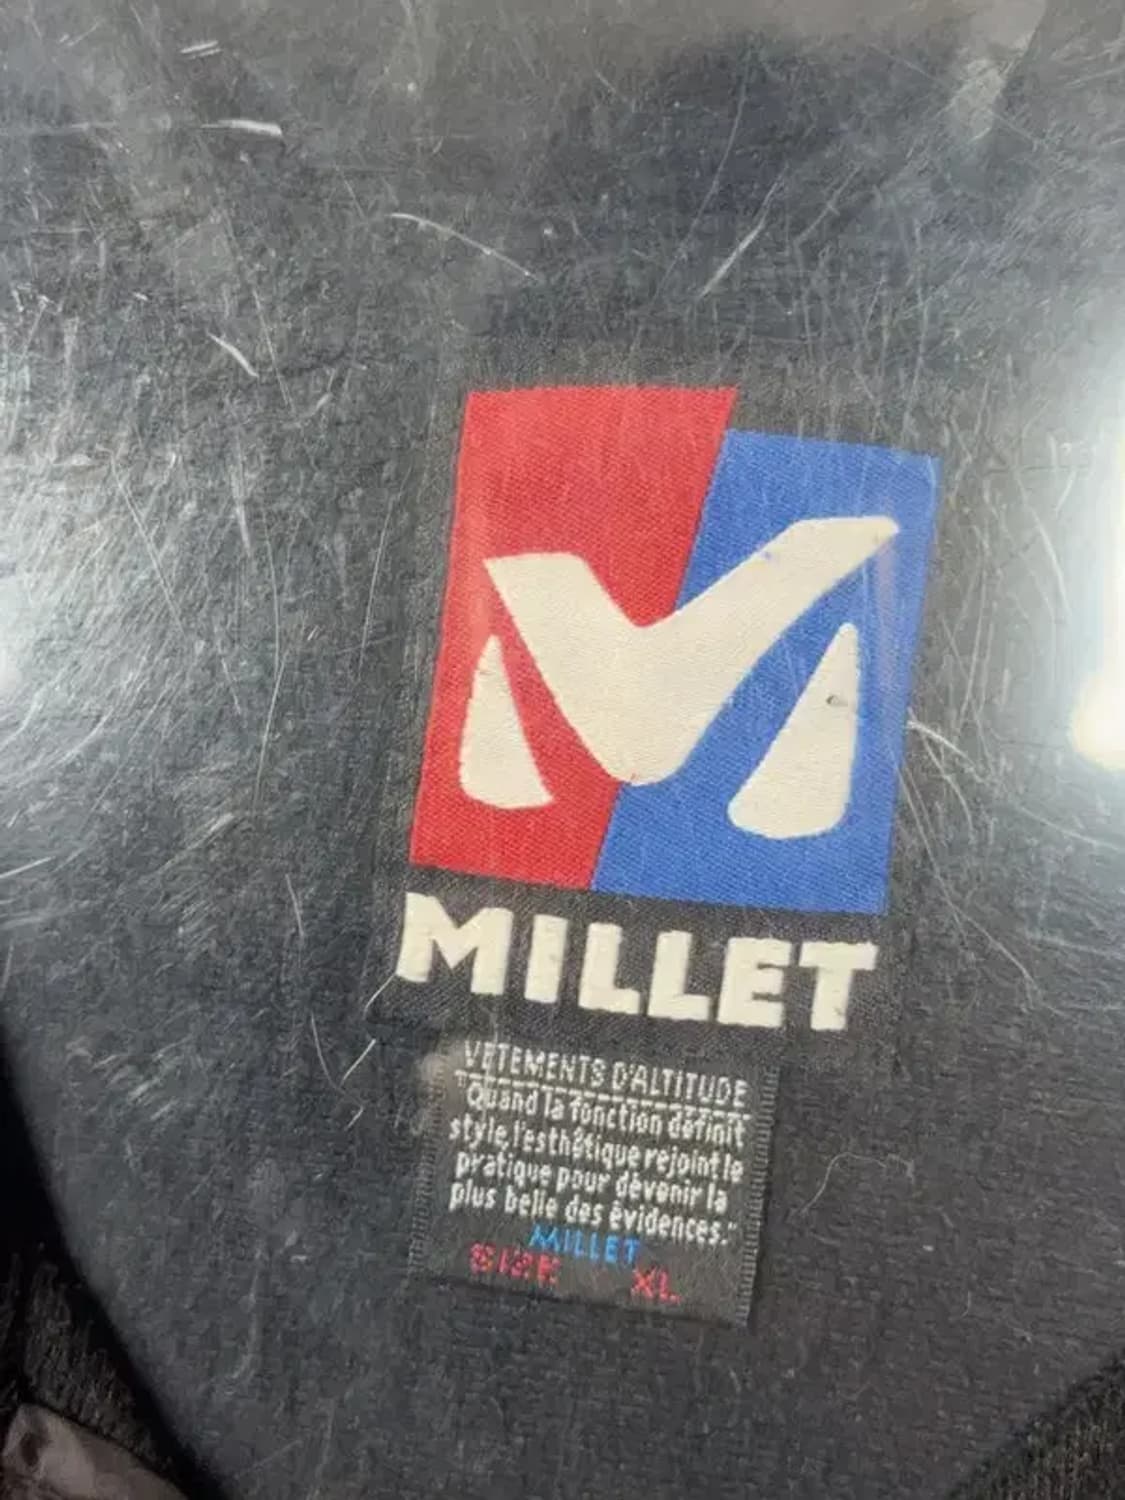 MILLET
VÊTEMENTS D'ALTITUDE
"Quand la fonction définit
style, l'esthétique rejoint le
pratique pour devenir la
plus belle des évidences."
MILLET
SIZE XL